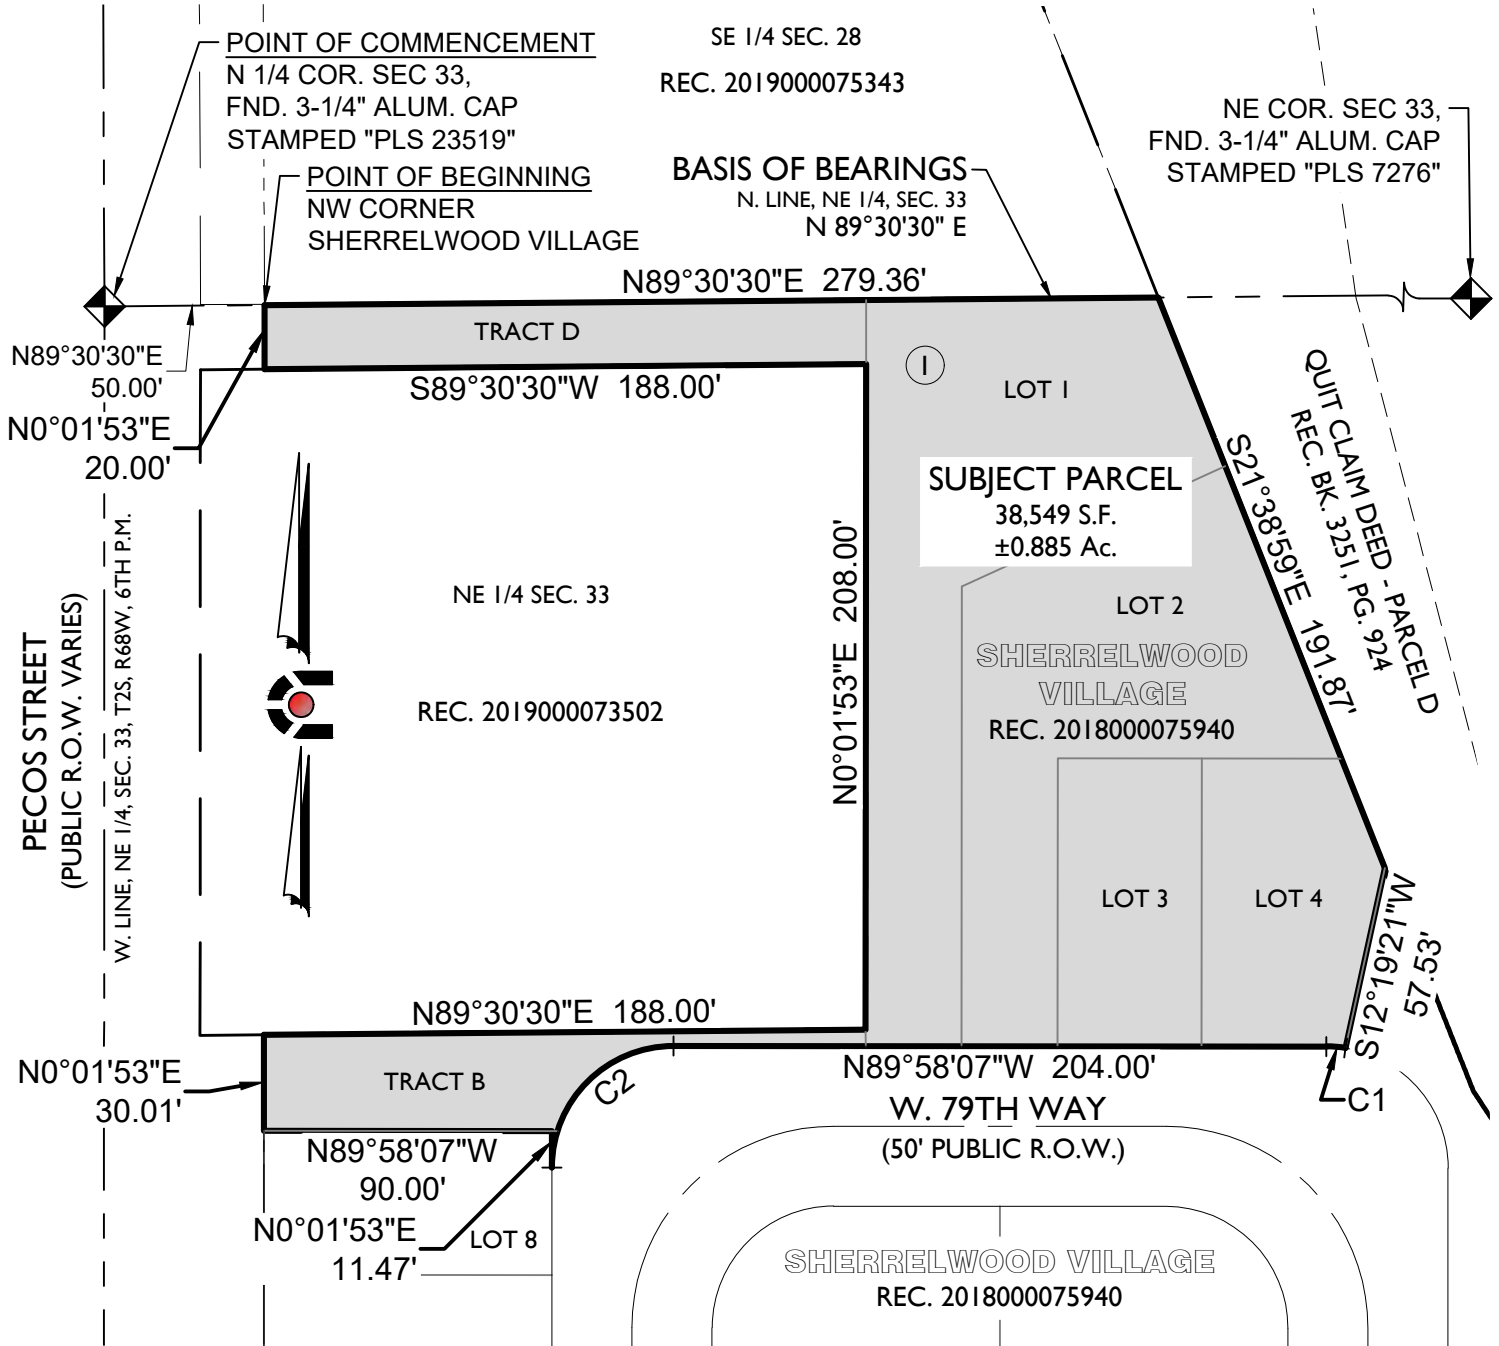 POINT OF COMMENCEMENT
N 1/4 COR. SEC 33,
FND. 3-1/4" ALUM. CAP
STAMPED "PLS 23519"
SE 1/4 SEC. 28
REC. 2019000075343
NE COR. SEC 33,
FND. 3-1/4" ALUM. CAP
STAMPED "PLS 7276"
POINT OF BEGINNING
NW CORNER
SHERRELWOOD VILLAGE
BASIS OF BEARINGS
N. LINE, NE 1/4, SEC. 33
N 89°30'30" E
N89°30'30"E 279.36'
TRACT D
N89°30'30"E
50.00'
S89°30'30"W 188.00'
N0°01'53"E
20.00'
1
LOT 1
SUBJECT PARCEL
38,549 S.F.
±0.885 Ac.
S21°38'59"E 191.87'
QUIT CLAIM DEED - PARCEL D
REC. BK. 3251, PG. 924
PECOS STREET
(PUBLIC R.O.W. VARIES)
W. LINE, NE 1/4, SEC. 33, T2S, R68W, 6TH P.M.
NE 1/4 SEC. 33
REC. 2019000073502
N0°01'53"E 208.00'
LOT 2
SHERRELWOOD
VILLAGE
REC. 2018000075940
LOT 3
LOT 4
S12°19'21"W
57.53'
N89°30'30"E 188.00'
N0°01'53"E
30.01'
TRACT B
C2
N89°58'07"W 204.00'
C1
W. 79TH WAY
(50' PUBLIC R.O.W.)
N89°58'07"W
90.00'
N0°01'53"E
11.47'
LOT 8
SHERRELWOOD VILLAGE
REC. 2018000075940